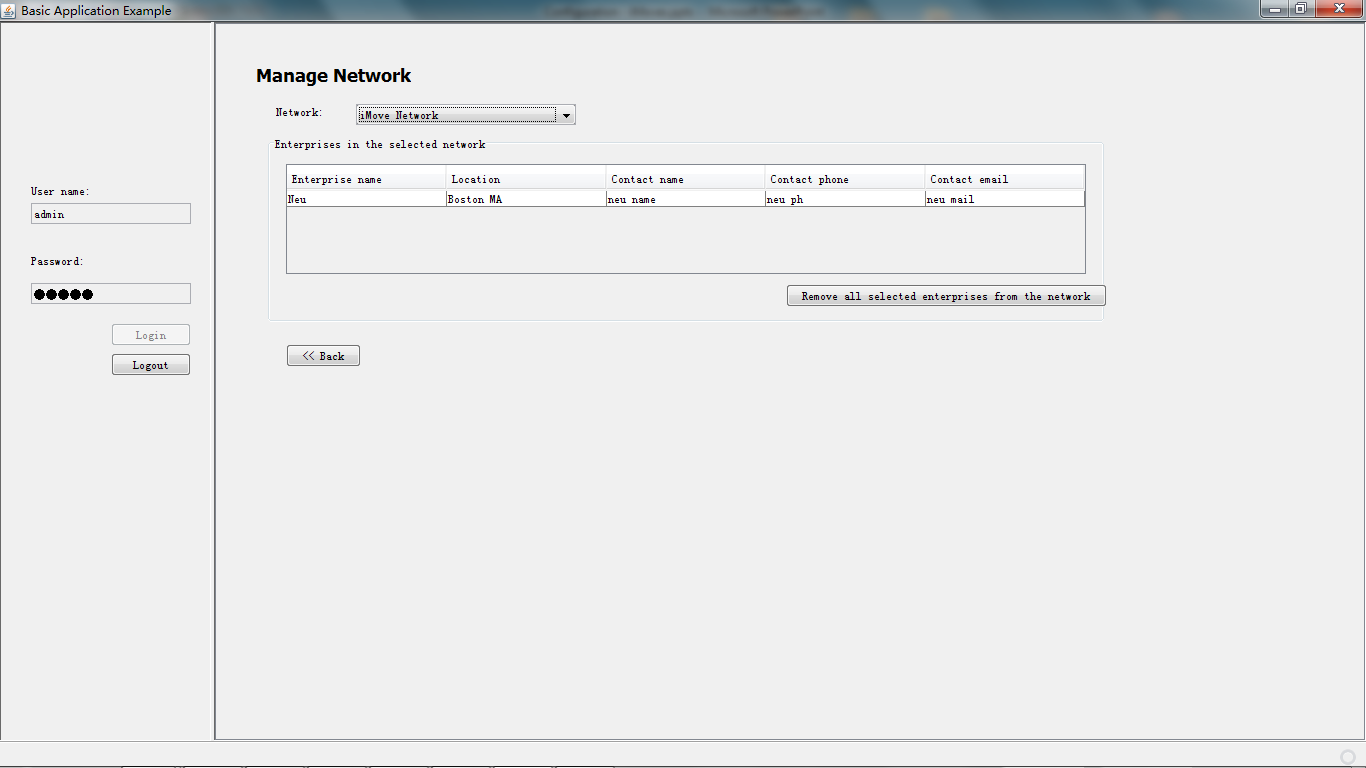 Basic Application Example
User name:
admin
Password:
Login
Logout
Manage Network
Network:
iMove Network
Enterprises in the selected network
Enterprise name Location Contact name Contact phone Contact email
Neu Boston MA neu name neu ph neu mail
Remove all selected enterprises from the network
<< Back